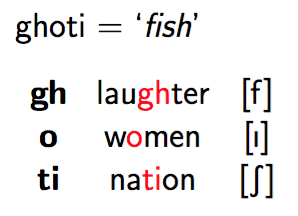 ghoti = ‘fish’
gh laughter [f]
o women [ɪ]
ti nation [ʃ]